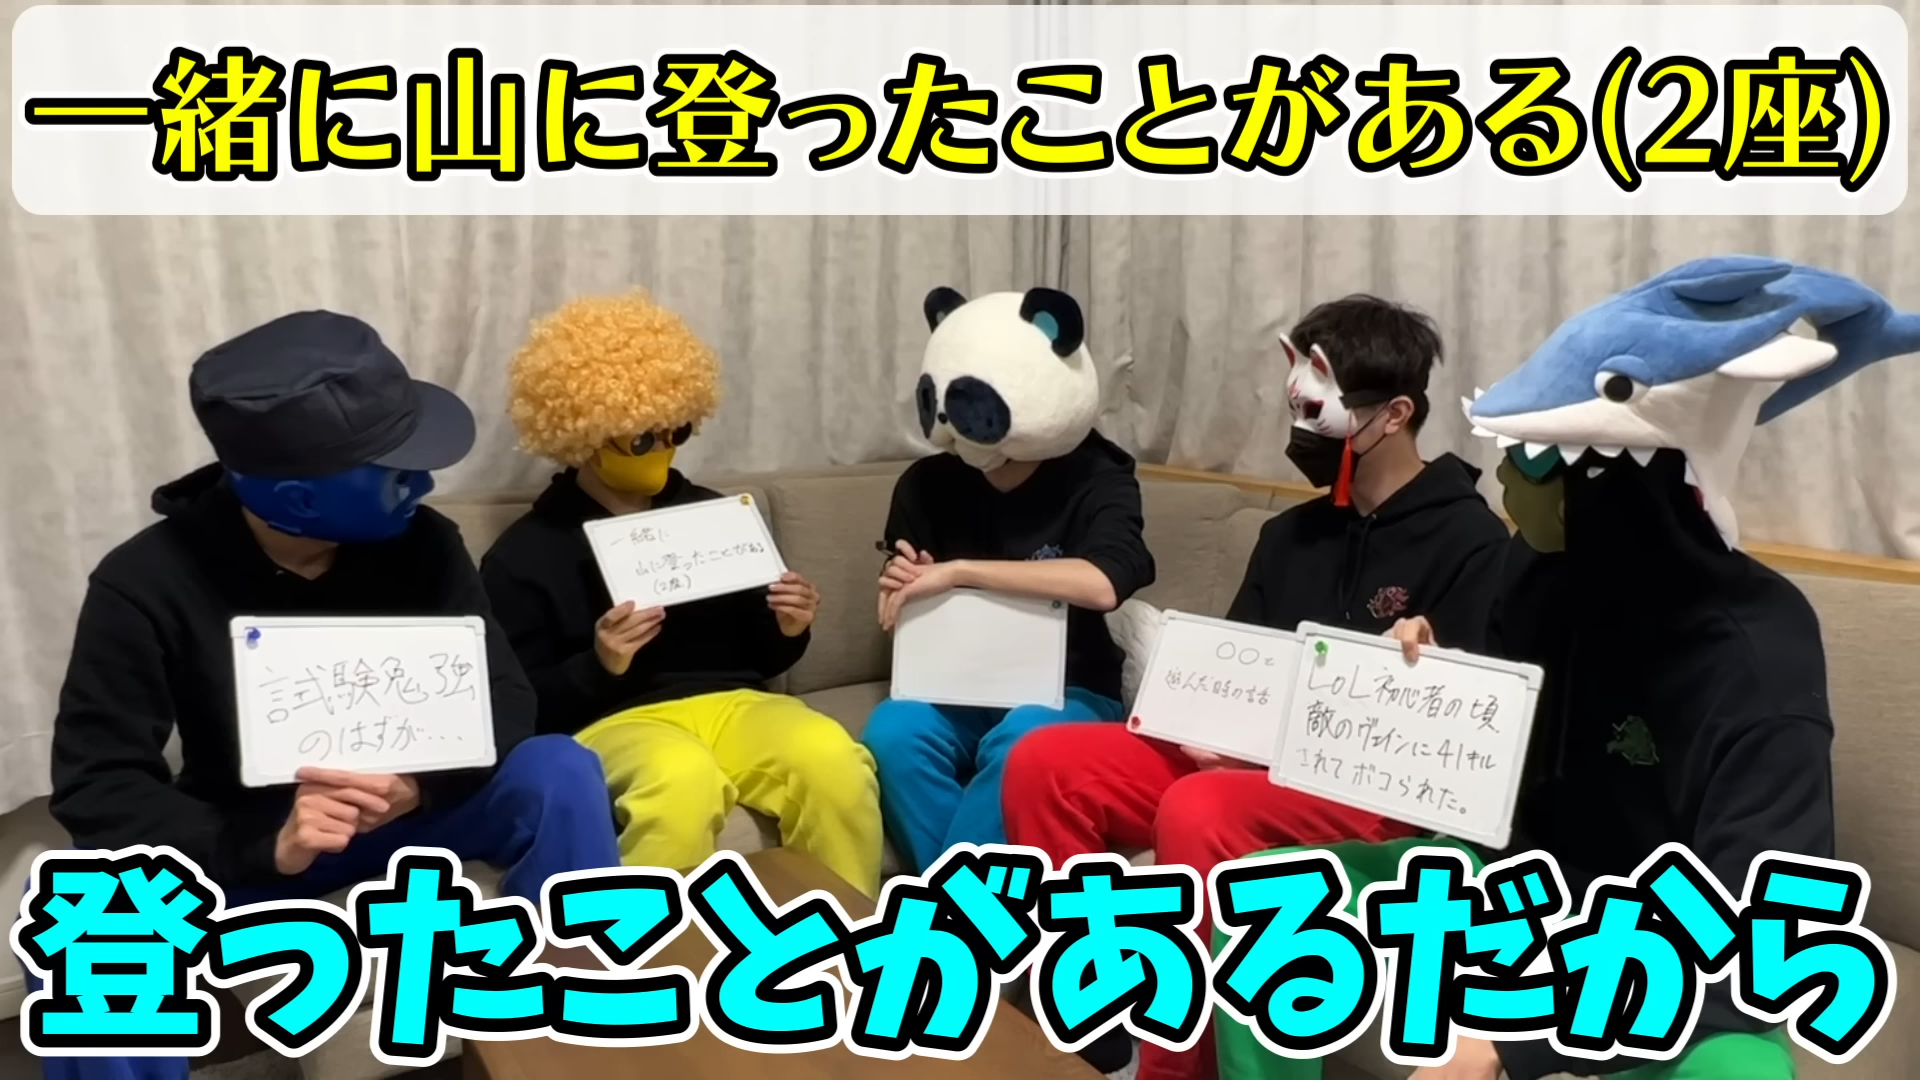 一緒に山に登ったことがある(2座)
一緒に
山に登ったことがある
(2座)
試験勉強
のはずが...
〇〇と
遊んだ時の話
LoL初心者の頃
敵のヴェインに41キル
されてボコられた。
登ったことがあるだから